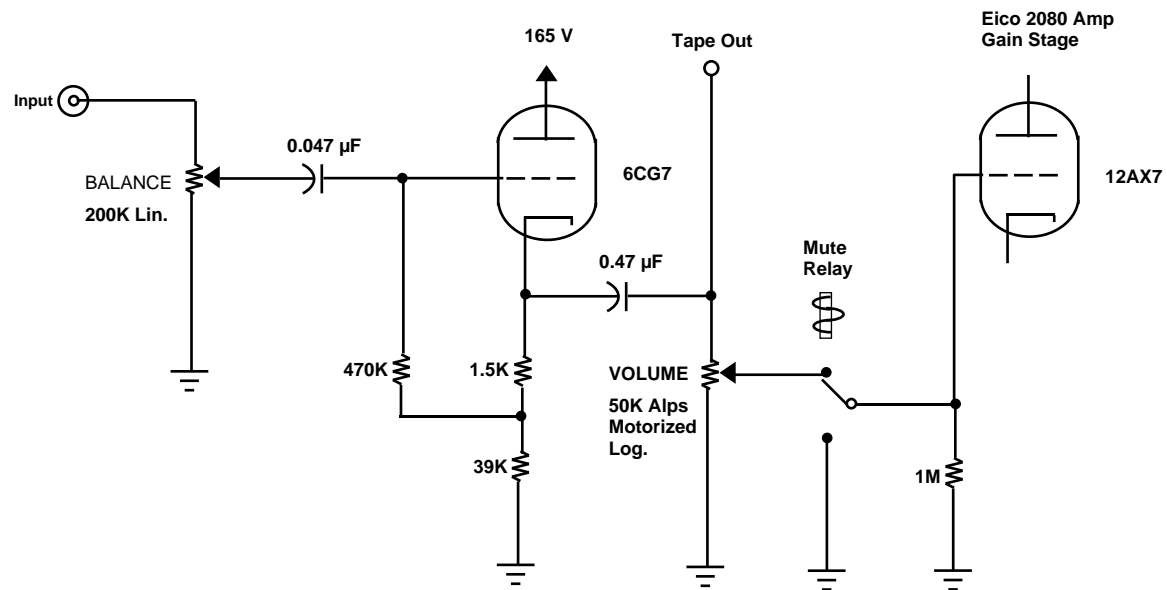 Eico 2080 Amp
Gain Stage
165 V
Tape Out
Input
0.047 µF
6CG7
12AX7
BALANCE
200K Lin.
0.47 µF
Mute
Relay
470K
1.5K
VOLUME
50K Alps
Motorized
Log.
39K
1M